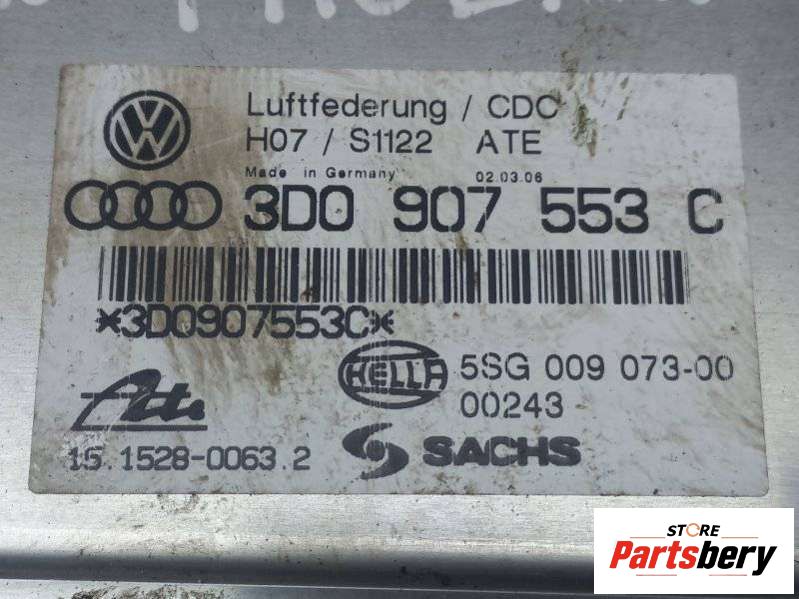 Luftfederung / CDC
H07 / S1122 ATE
Made in Germany 02.03.06
3D0 907 553 C
*3D0907553C*
HELLA 5SG 009 073-00
00243
Ate
15.1528-0063.2
SACHS
STORE
Partsbery